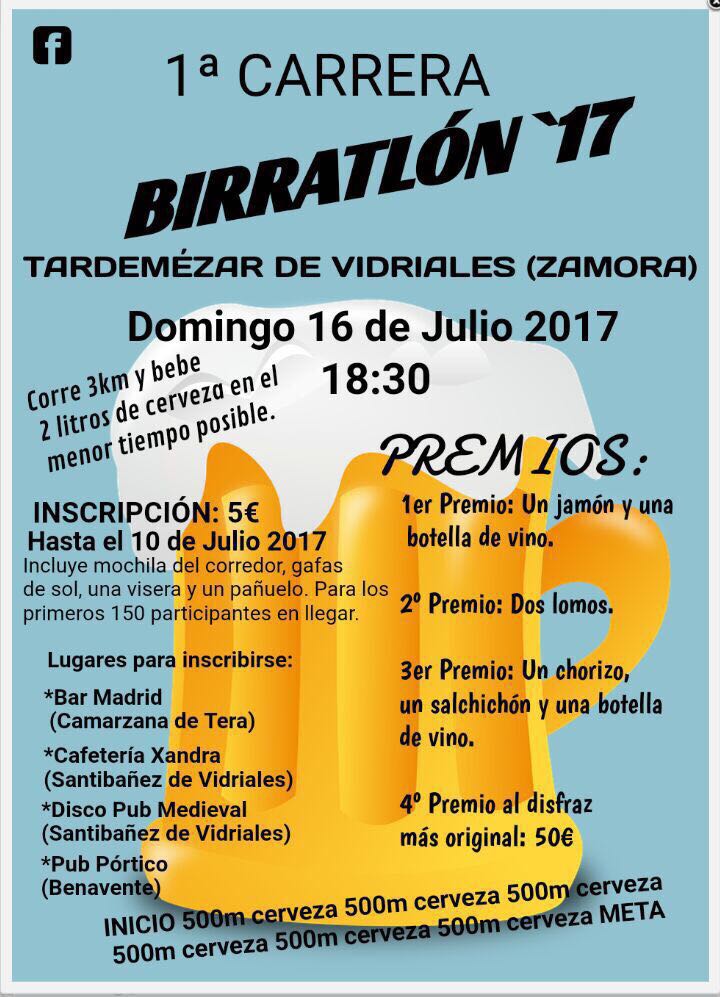 f
1ª CARRERA
BIRRATLÓN `17
TARDEMÉZAR DE VIDRIALES (ZAMORA)
Domingo 16 de Julio 2017
18:30
Corre 3km y bebe
2 litros de cerveza en el
menor tiempo posible.
INSCRIPCIÓN: 5€
Hasta el 10 de Julio 2017
Incluye mochila del corredor, gafas
de sol, una visera y un pañuelo. Para los
primeros 150 participantes en llegar.
Lugares para inscribirse:
*Bar Madrid
(Camarzana de Tera)
*Cafetería Xandra
(Santibañez de Vidriales)
*Disco Pub Medieval
(Santibañez de Vidriales)
*Pub Pórtico
(Benavente)
PREMIOS:
1er Premio: Un jamón y una
botella de vino.
2º Premio: Dos lomos.
3er Premio: Un chorizo,
un salchichón y una botella
de vino.
4º Premio al disfraz
más original: 50€
INICIO 500m cerveza 500m cerveza 500m cerveza
500m cerveza 500m cerveza 500m cerveza META